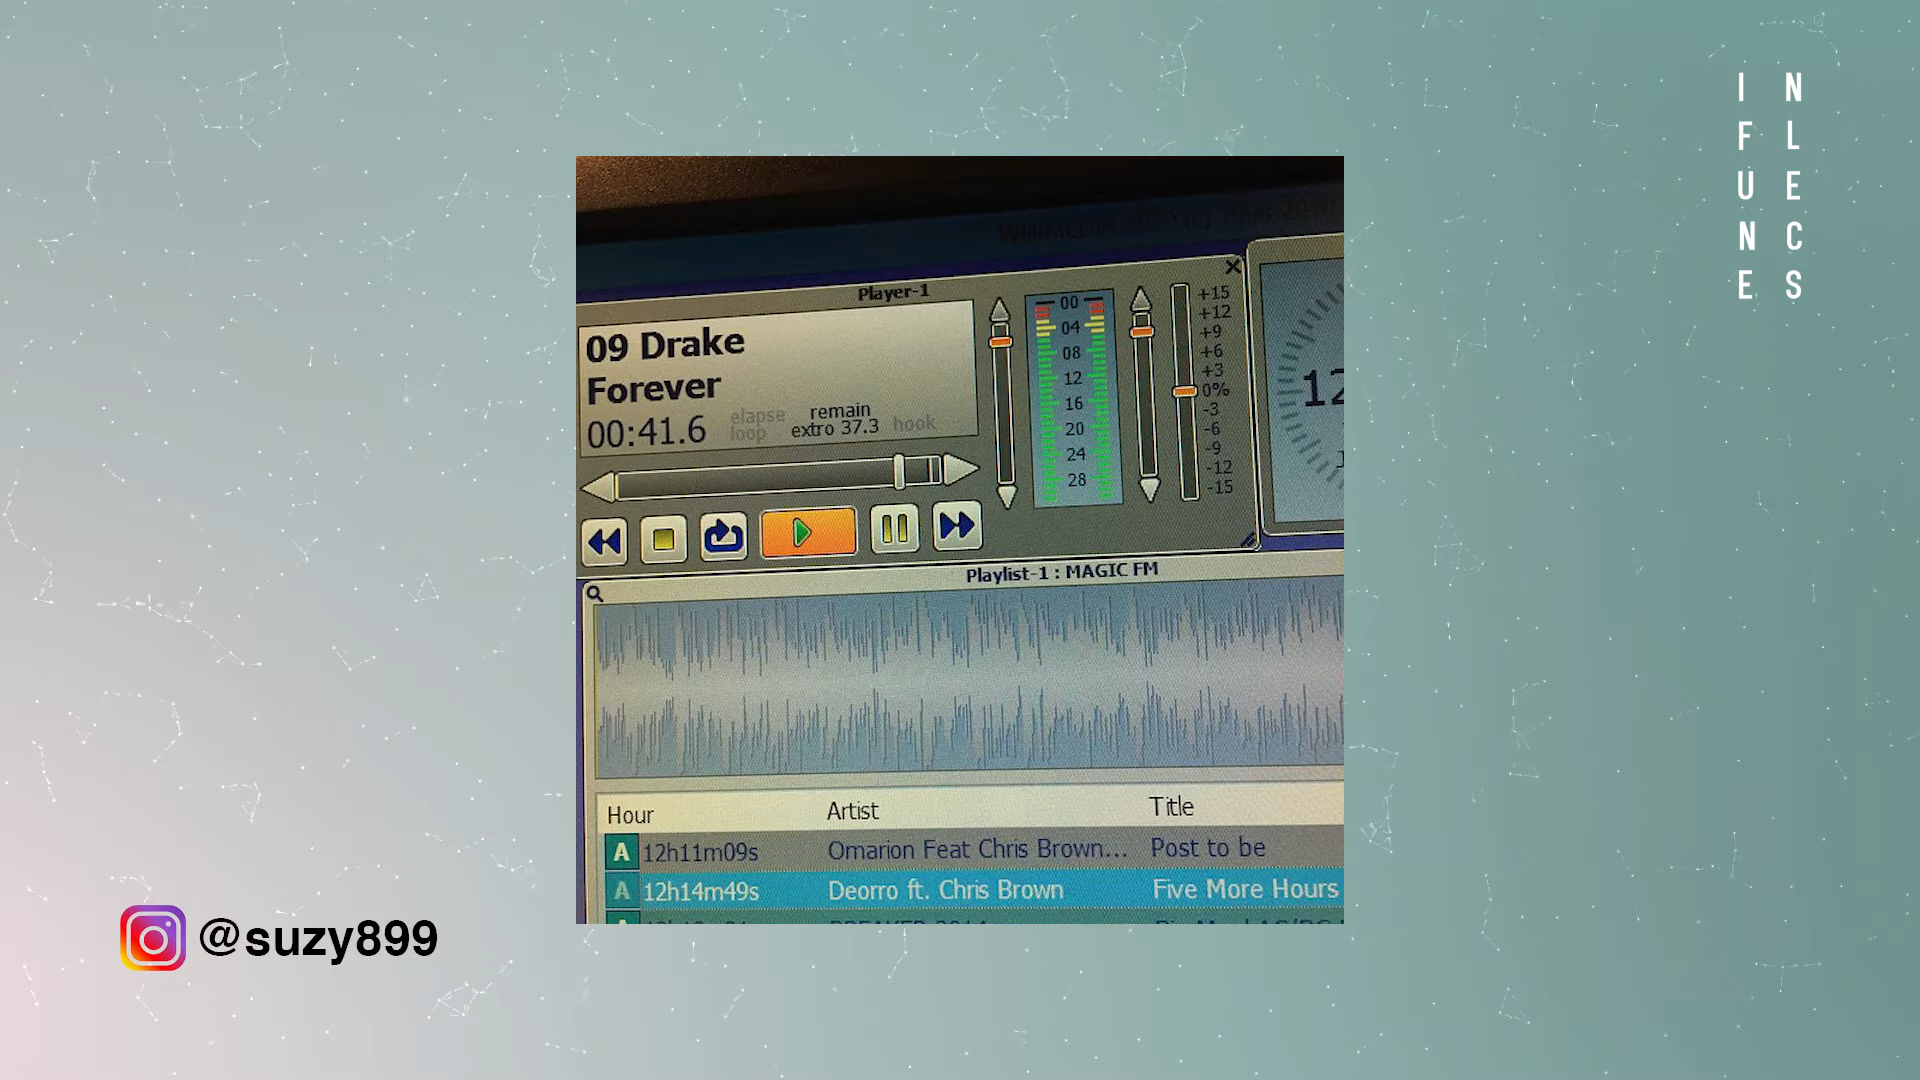 I N
F L
U E
N C
E S
Player-1
09 Drake
Forever
00:41.6
elapse remain
loop extro 37.3 hook
00
04
08
12
16
20
24
28
+15
+12
+9
+6
+3
0%
-3
-6
-9
-12
-15
12
Playlist-1 : MAGIC FM
Hour Artist Title
A 12h11m09s Omarion Feat Chris Brown... Post to be
A 12h14m49s Deorro ft. Chris Brown Five More Hours
@suzy899